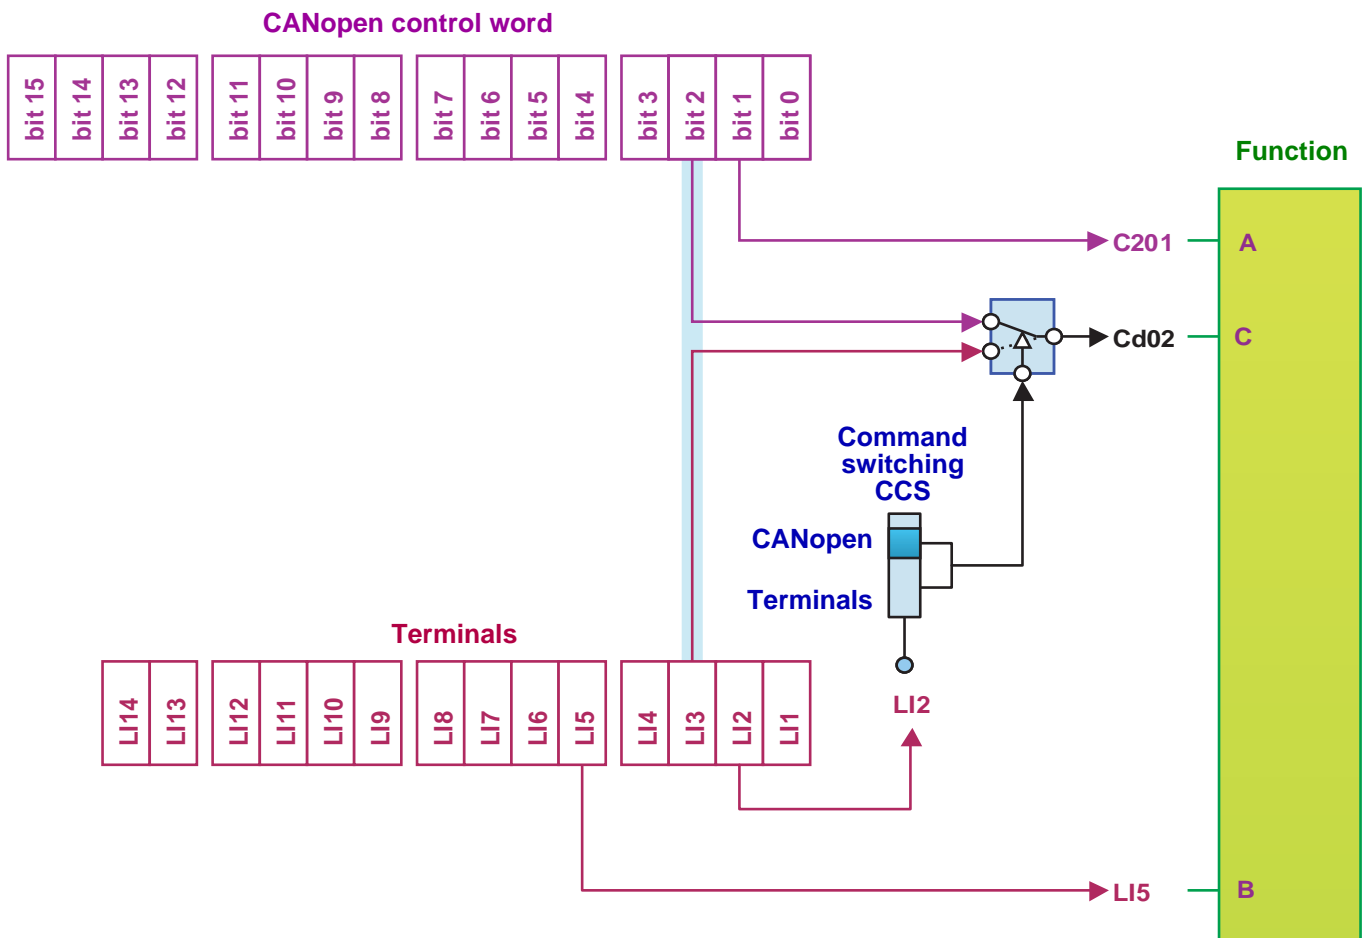 CANopen control word
bit 15
bit 14
bit 13
bit 12
bit 11
bit 10
bit 9
bit 8
bit 7
bit 6
bit 5
bit 4
bit 3
bit 2
bit 1
bit 0
Function
C201
A
Cd02
C
Command
switching
CCS
CANopen
Terminals
Terminals
LI14
LI13
LI12
LI11
LI10
LI9
LI8
LI7
LI6
LI5
LI4
LI3
LI2
LI1
LI2
LI5
B